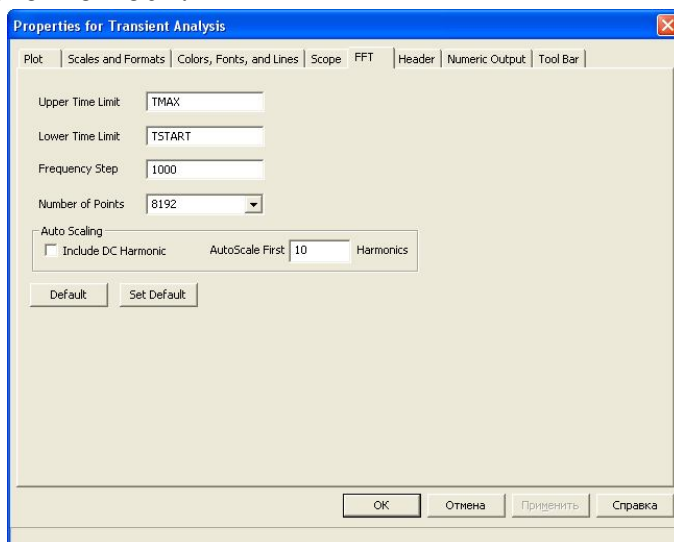 Properties for Transient Analysis
Plot Scales and Formats Colors, Fonts, and Lines Scope FFT Header Numeric Output Tool Bar
Upper Time Limit TMAX
Lower Time Limit TSTART
Frequency Step 1000
Number of Points 8192
Auto Scaling
Include DC Harmonic AutoScale First 10 Harmonics
Default Set Default
OK Отмена Применить Справка